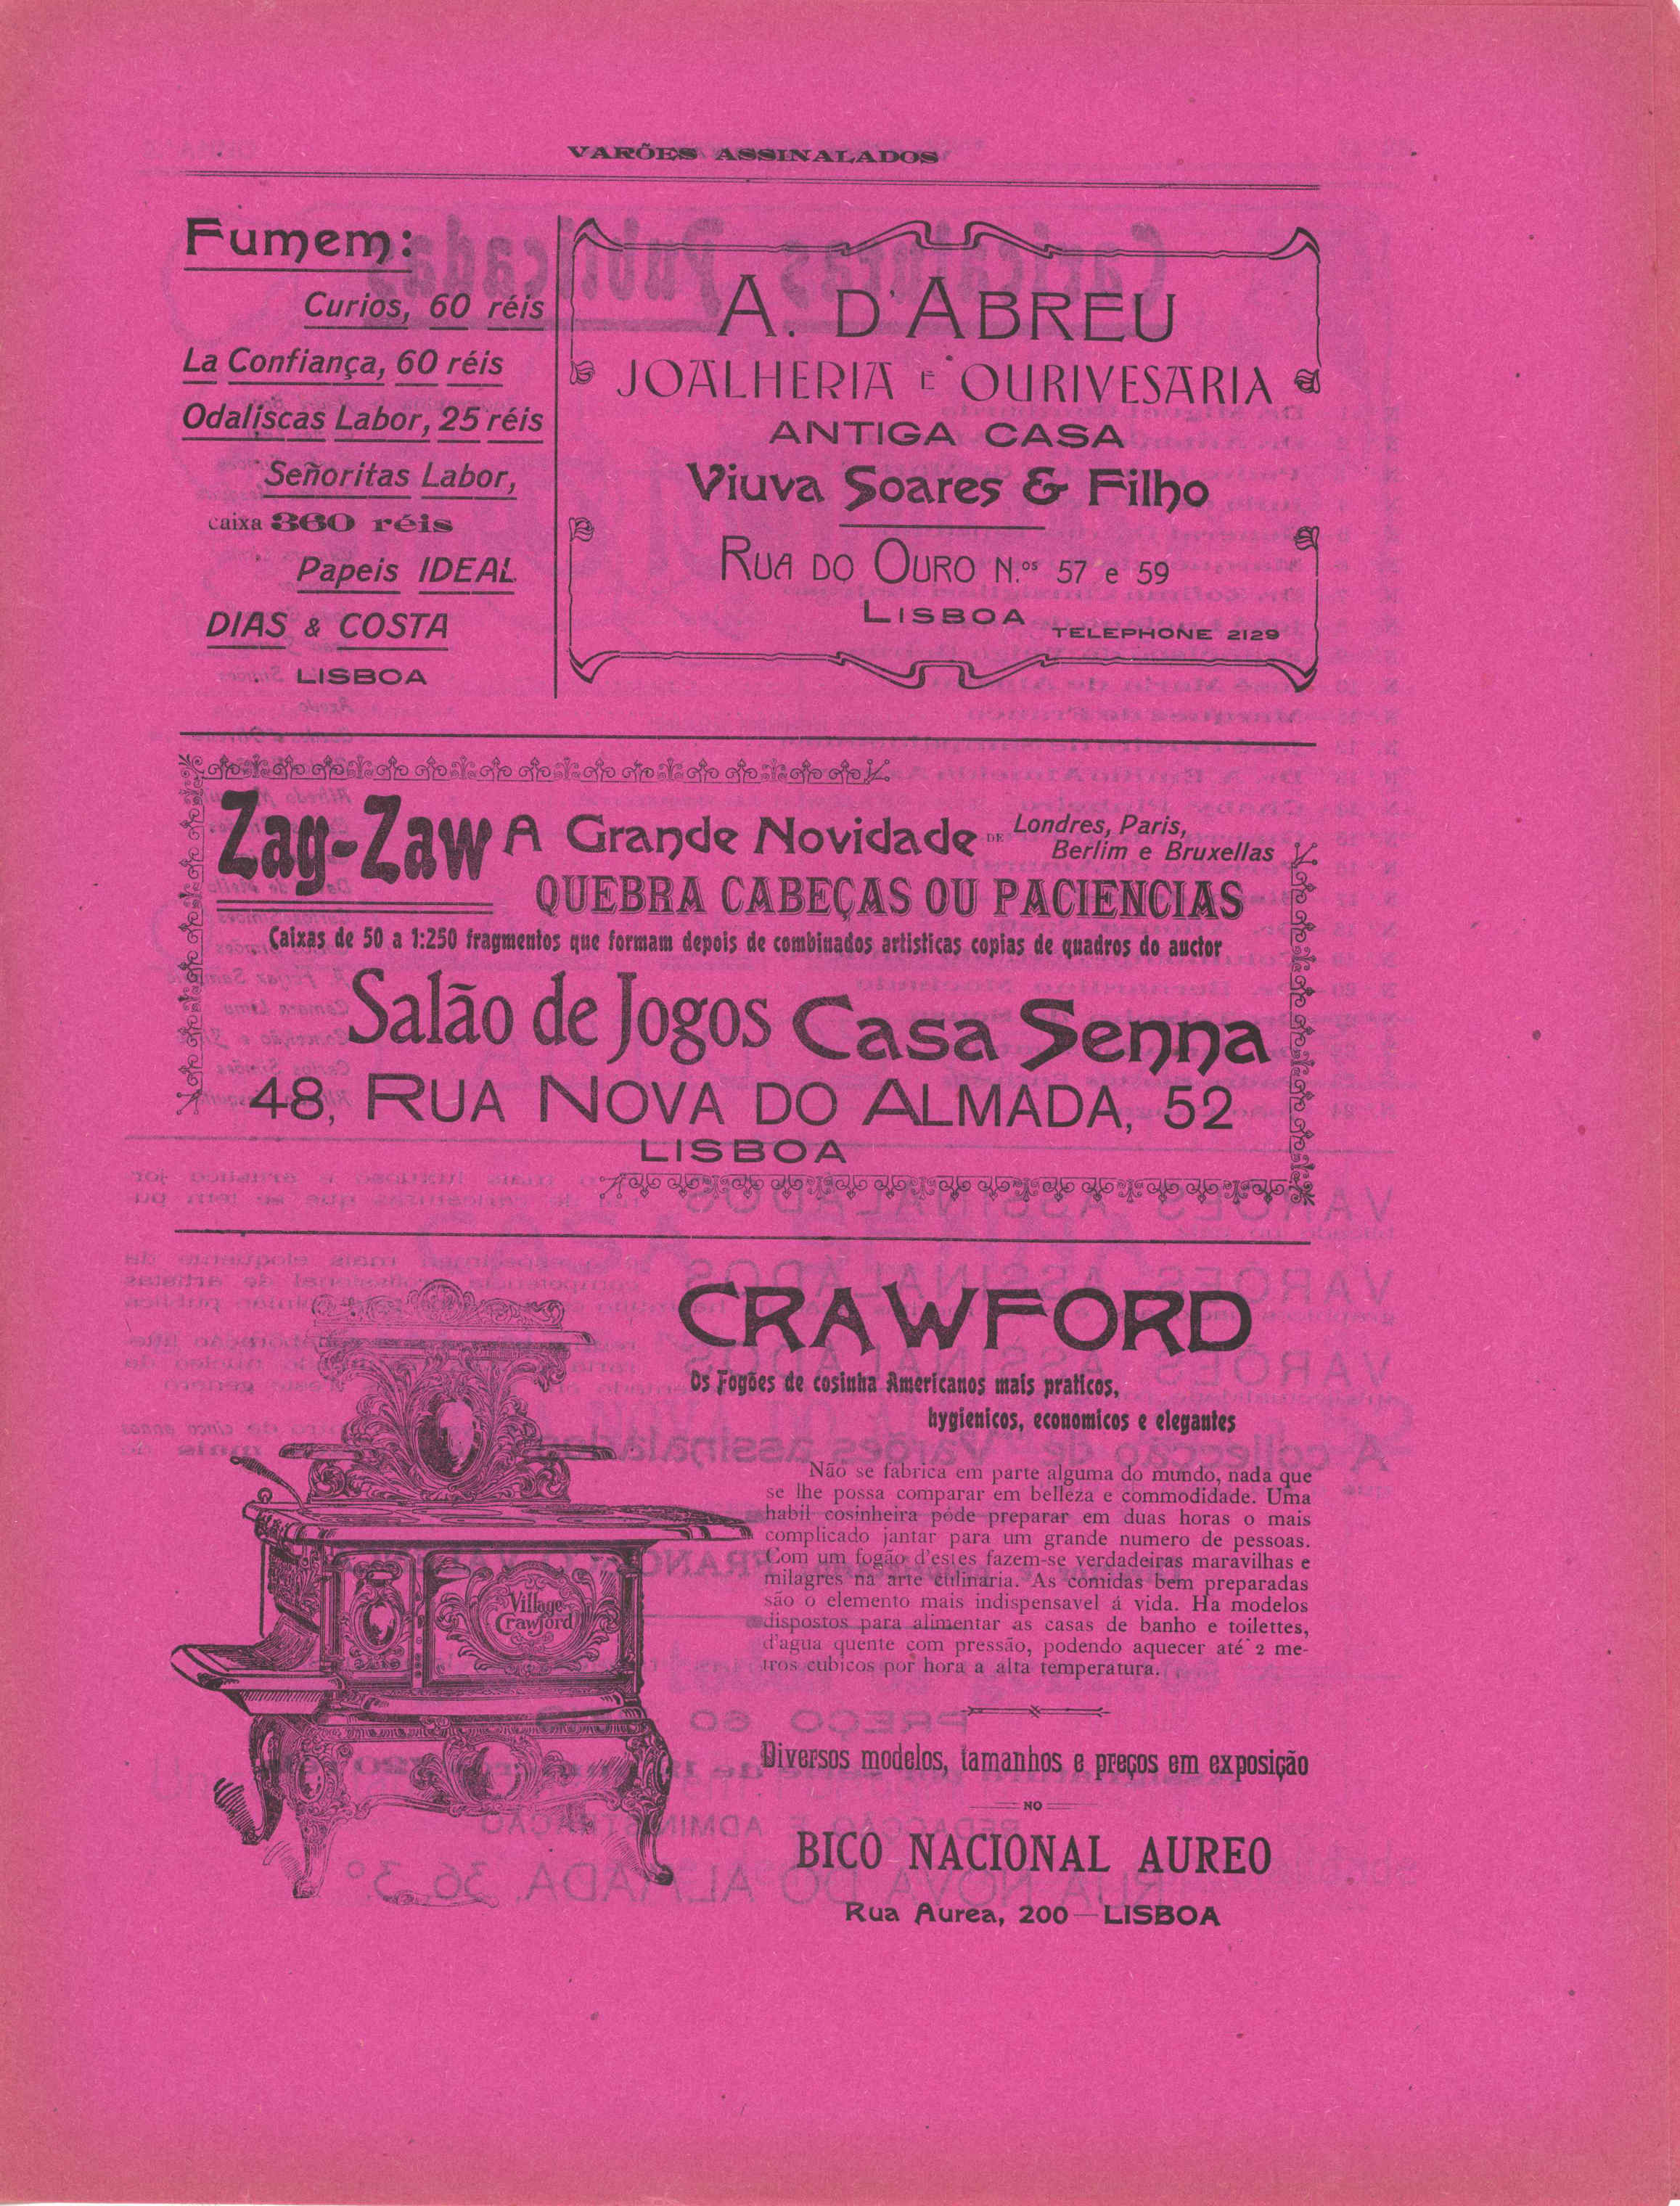 VARÕES ASSINALADOS
Fumem:
Curios, 60 réis
La Confiança, 60 réis
Odaliscas Labor, 25 réis
Señoritas Labor,
caixa 360 réis
Papeis IDEAL
DIAS & COSTA
LISBOA
A. D'ABREU
JOALHERIA E OURIVESARIA
ANTIGA CASA
Viuva Soares & Filho
RUA DO OURO N.os 57 e 59
LISBOA
TELEPHONE 2129
Zag-Zaw A Grande Novidade DE Londres, Paris,
Berlim e Bruxellas
QUEBRA CABEÇAS OU PACIENCIAS
Caixas de 50 a 1:250 fragmentos que formam depois de combinados artisticas copias de quadros do auctor
Salão de Jogos Casa Senna
48, RUA NOVA DO ALMADA, 52
LISBOA
CRAWFORD
Os Fogões de cosinha Americanos mais praticos,
hygienicos, economicos e elegantes
Não se fabrica em parte alguma do mundo, nada que
se lhe possa comparar em belleza e commodidade. Uma
habil cosinheira póde preparar em duas horas o mais
complicado jantar para um grande numero de pessoas.
Com um fogão d'estes fazem-se verdadeiras maravilhas e
milagres na arte culinaria. As comidas bem preparadas
são o elemento mais indispensavel á vida. Ha modelos
dispostos para alimentar as casas de banho e toilettes,
d'agua quente com pressão, podendo aquecer até 2 me-
tros cubicos por hora a alta temperatura.
Village
Crawford
Diversos modelos, tamanhos e preços em exposição
NO
BICO NACIONAL AUREO
Rua Aurea, 200—LISBOA